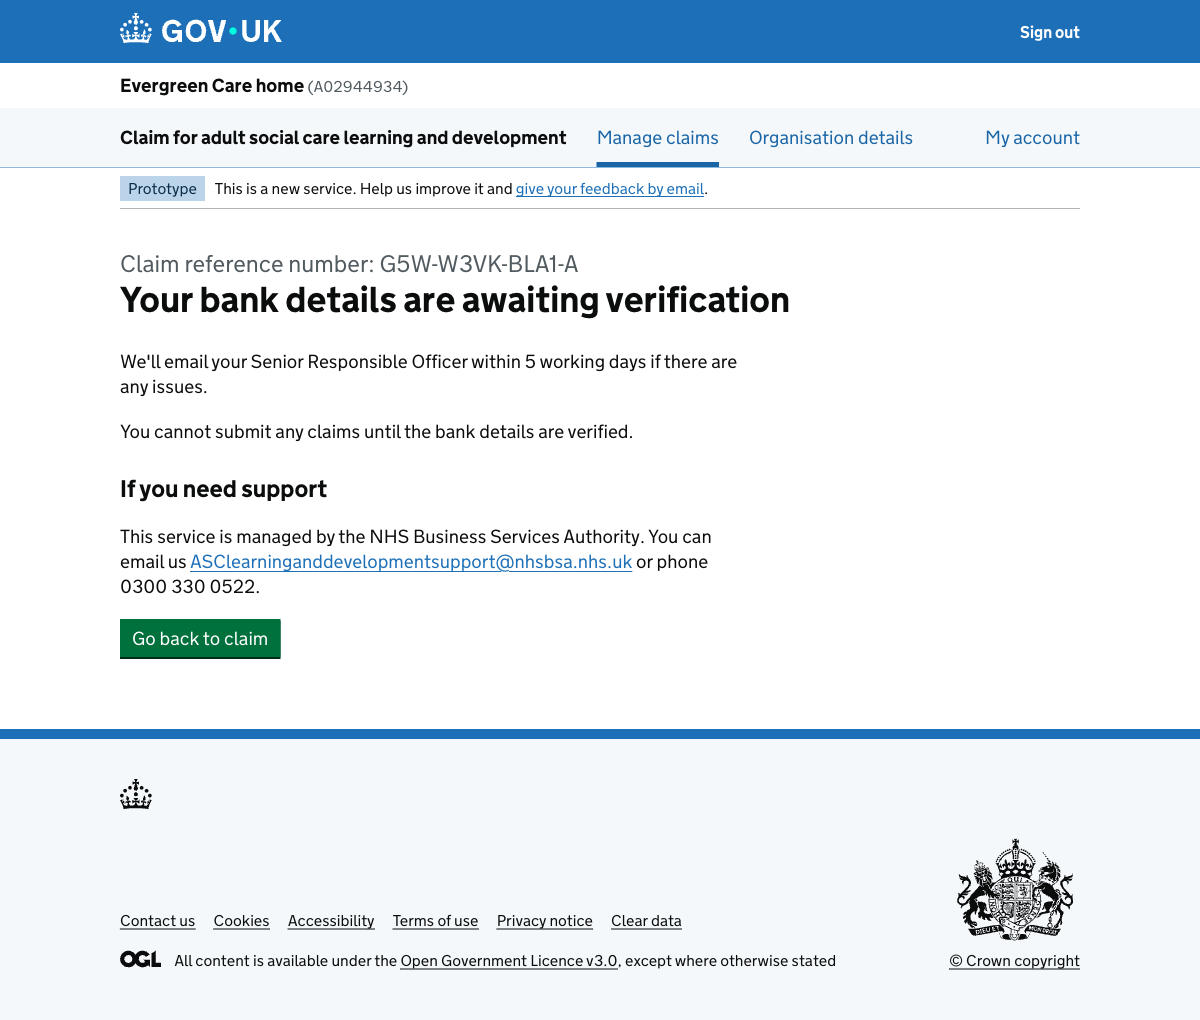 GOV·UK
Sign out
Evergreen Care home (A02944934)
Claim for adult social care learning and development
Manage claims
Organisation details
My account
Prototype
This is a new service. Help us improve it and give your feedback by email.
Claim reference number: G5W-W3VK-BLA1-A
Your bank details are awaiting verification
We'll email your Senior Responsible Officer within 5 working days if there are
any issues.
You cannot submit any claims until the bank details are verified.
If you need support
This service is managed by the NHS Business Services Authority. You can
email us ASClearninganddevelopmentsupport@nhsbsa.nhs.uk or phone
0300 330 0522.
Go back to claim
Contact us
Cookies
Accessibility
Terms of use
Privacy notice
Clear data
OGL
All content is available under the Open Government Licence v3.0, except where otherwise stated
© Crown copyright